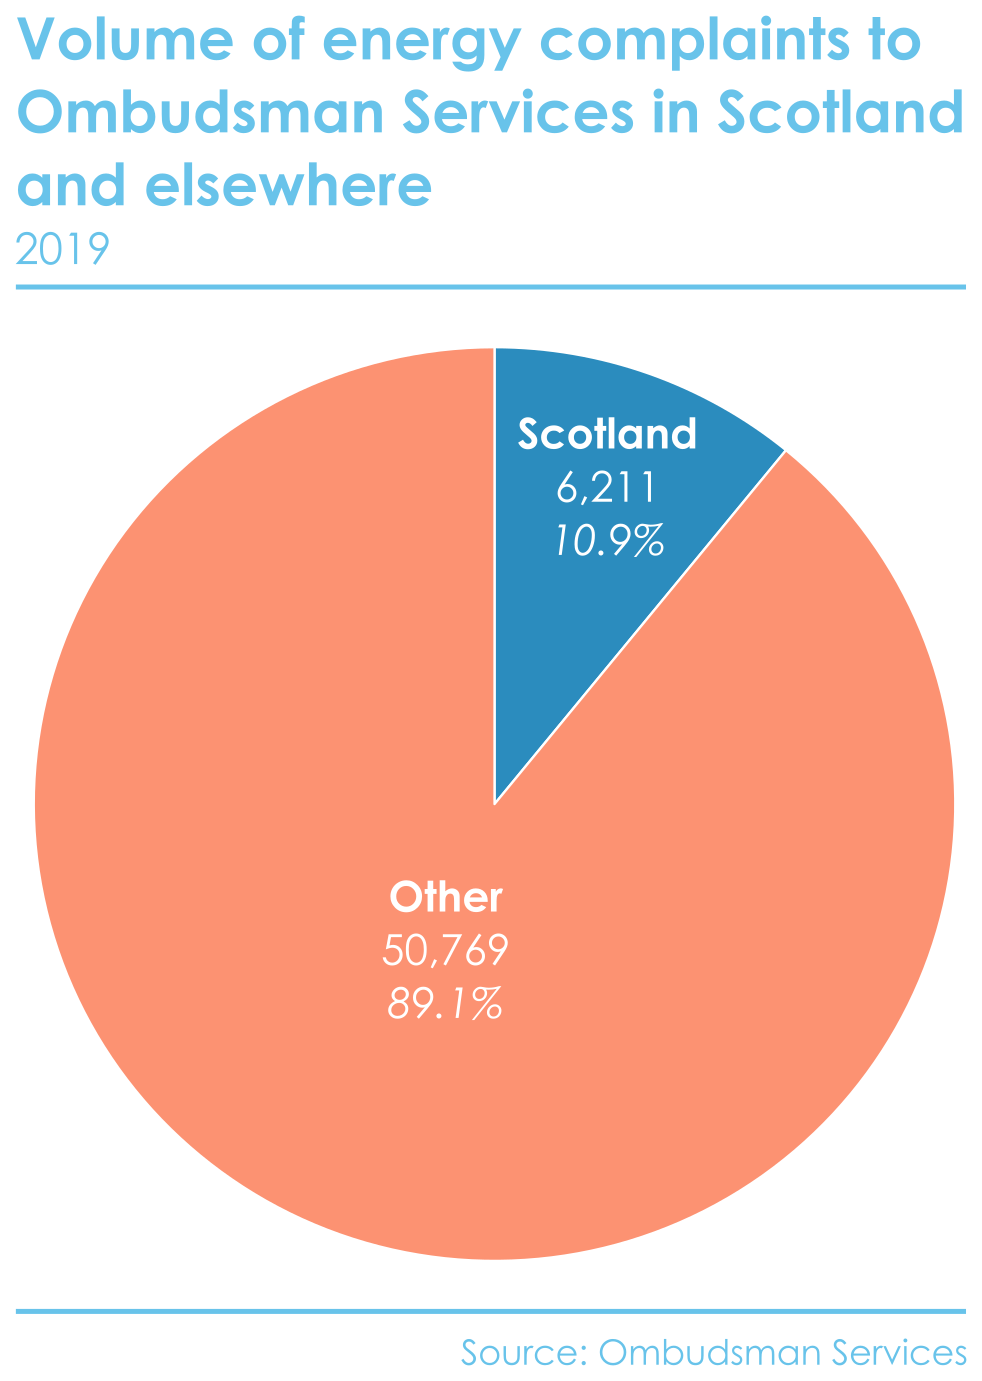 Volume of energy complaints to
Ombudsman Services in Scotland
and elsewhere
2019
Scotland
6,211
10.9%
Other
50,769
89.1%
Source: Ombudsman Services